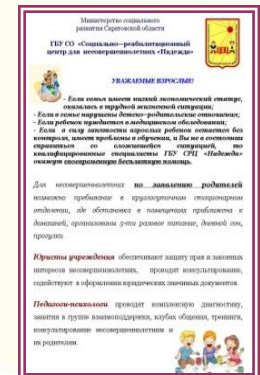 Министерство социального
развития Саратовской области
ГБУ СО «Социально–реабилитационный
центр для несовершеннолетних «Надежда»
УВАЖАЕМЫЕ ВЗРОСЛЫЕ!
- Если семья имеет низкий экономический статус,
оказалась в трудной жизненной ситуации;
- Если в семье нарушены детско-родительские отношения;
- Если ребенок нуждается в медицинском обследовании;
- Если в силу занятости взрослых ребенок остается без
контроля, имеет проблемы в обучении, а Вы не в состоянии
справиться со сложившейся ситуацией, то
квалифицированные специалисты ГБУ СРЦ «Надежда»
окажут своевременную бесплатную помощь.
Для несовершеннолетних по заявлению родителей
возможно пребывание в круглосуточном стационарном
отделении, где обстановка в помещениях приближена к
домашней, организованы 5-ти разовое питание, дневной сон,
прогулки.
Юристы учреждения обеспечивают защиту прав и законных
интересов несовершеннолетних, проводят консультирование,
содействуют в оформлении юридических значимых документов.
Педагоги-психологи проводят комплексную диагностику,
занятия в группе взаимоподдержки, клубах общения, тренинги,
консультирование несовершеннолетним и
их родителям.